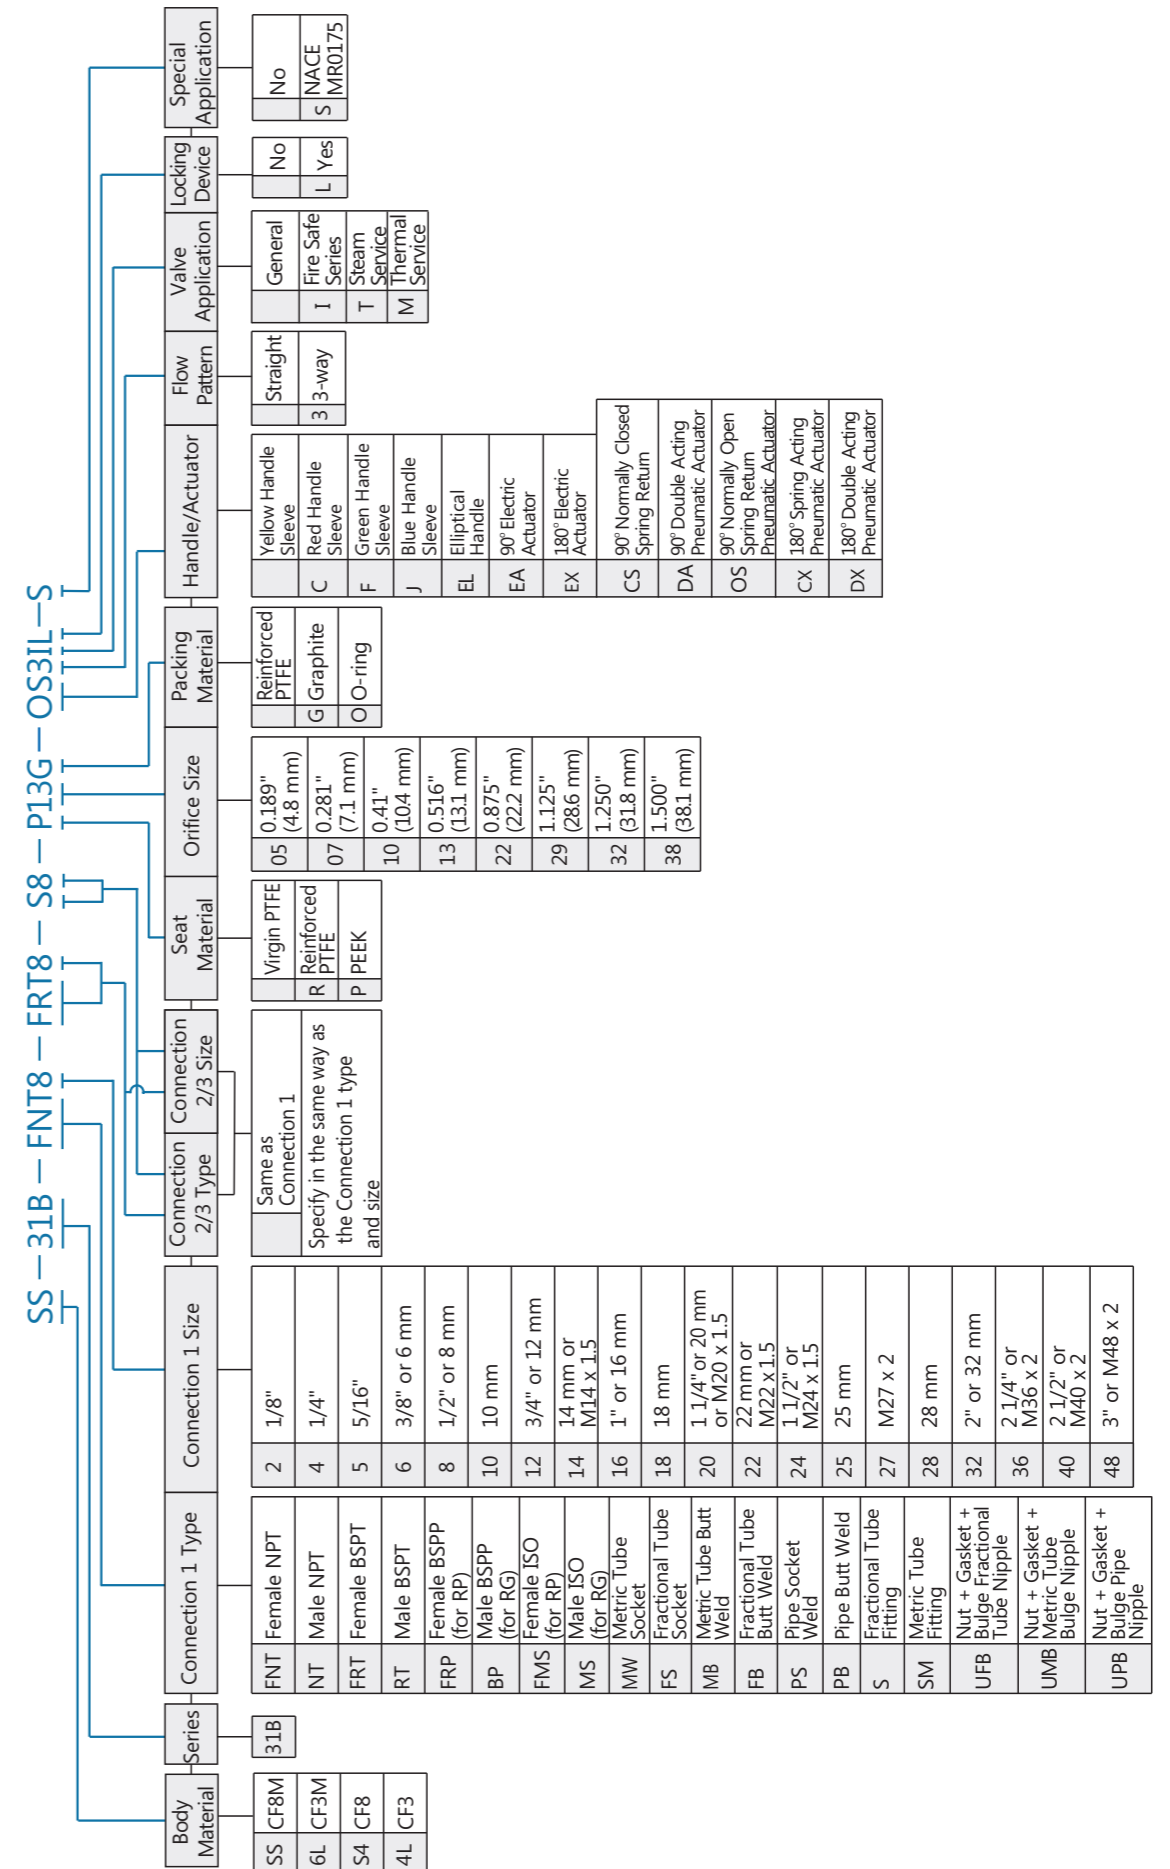 SS – 31B – FNT8 – FRT8 – S8 – P13G – OS3IL – S
Body
Material
SS CF8M
6L CF3M
S4 CF8
4L CF3
Series
31B
Connection 1 Type
FNT Female NPT
NT Male NPT
FRT Female BSPT
RT Male BSPT
FRP Female BSPP
(for RP)
BP Male BSPP
(for RG)
FMS Female ISO
(for RP)
MS Male ISO
(for RG)
MW Metric Tube
Socket
FS Fractional Tube
Socket
MB Metric Tube Butt
Weld
FB Fractional Tube
Butt Weld
PS Pipe Socket
Weld
PB Pipe Butt Weld
S Fractional Tube
Fitting
SM Metric Tube
Fitting
UFB Nut + Gasket +
Bulge Fractional
Tube Nipple
UMB Nut + Gasket +
Metric Tube
Bulge Nipple
UPB Nut + Gasket +
Bulge Pipe
Nipple
Connection 1 Size
2 1/8"
4 1/4"
5 5/16"
6 3/8" or 6 mm
8 1/2" or 8 mm
10 10 mm
12 3/4" or 12 mm
14 14 mm or
M14 x 1.5
16 1" or 16 mm
18 18 mm
20 1 1/4" or 20 mm
or M20 x 1.5
22 22 mm or
M22 x 1.5
24 1 1/2" or
M24 x 1.5
25 25 mm
27 M27 x 2
28 28 mm
32 2" or 32 mm
36 2 1/4" or
M36 x 2
40 2 1/2" or
M40 x 2
48 3" or M48 x 2
Connection
2/3 Type
Connection
2/3 Size
Same as
Connection 1
Specify in the same way as
the Connection 1 type
and size
Seat
Material
Virgin PTFE
R Reinforced
PTFE
P PEEK
Orifice Size
05 0.189"
(4.8 mm)
07 0.281"
(7.1 mm)
10 0.41"
(10.4 mm)
13 0.516"
(13.1 mm)
22 0.875"
(22.2 mm)
29 1.125"
(28.6 mm)
32 1.250"
(31.8 mm)
38 1.500"
(38.1 mm)
Packing
Material
Reinforced
PTFE
G Graphite
O O-ring
Handle/Actuator
Yellow Handle
Sleeve
C Red Handle
Sleeve
F Green Handle
Sleeve
J Blue Handle
Sleeve
EL Elliptical
Handle
EA 90° Electric
Actuator
EX 180° Electric
Actuator
CS 90° Normally Closed
Spring Return
DA 90° Double Acting
Pneumatic Actuator
OS 90° Normally Open
Spring Return
Pneumatic Actuator
CX 180° Spring Acting
Pneumatic Actuator
DX 180° Double Acting
Pneumatic Actuator
Flow
Pattern
Straight
3 3-way
Valve
Application
General
I Fire Safe
Series
T Steam
Service
M Thermal
Service
Locking
Device
No
L Yes
Special
Application
No
S NACE
MR0175